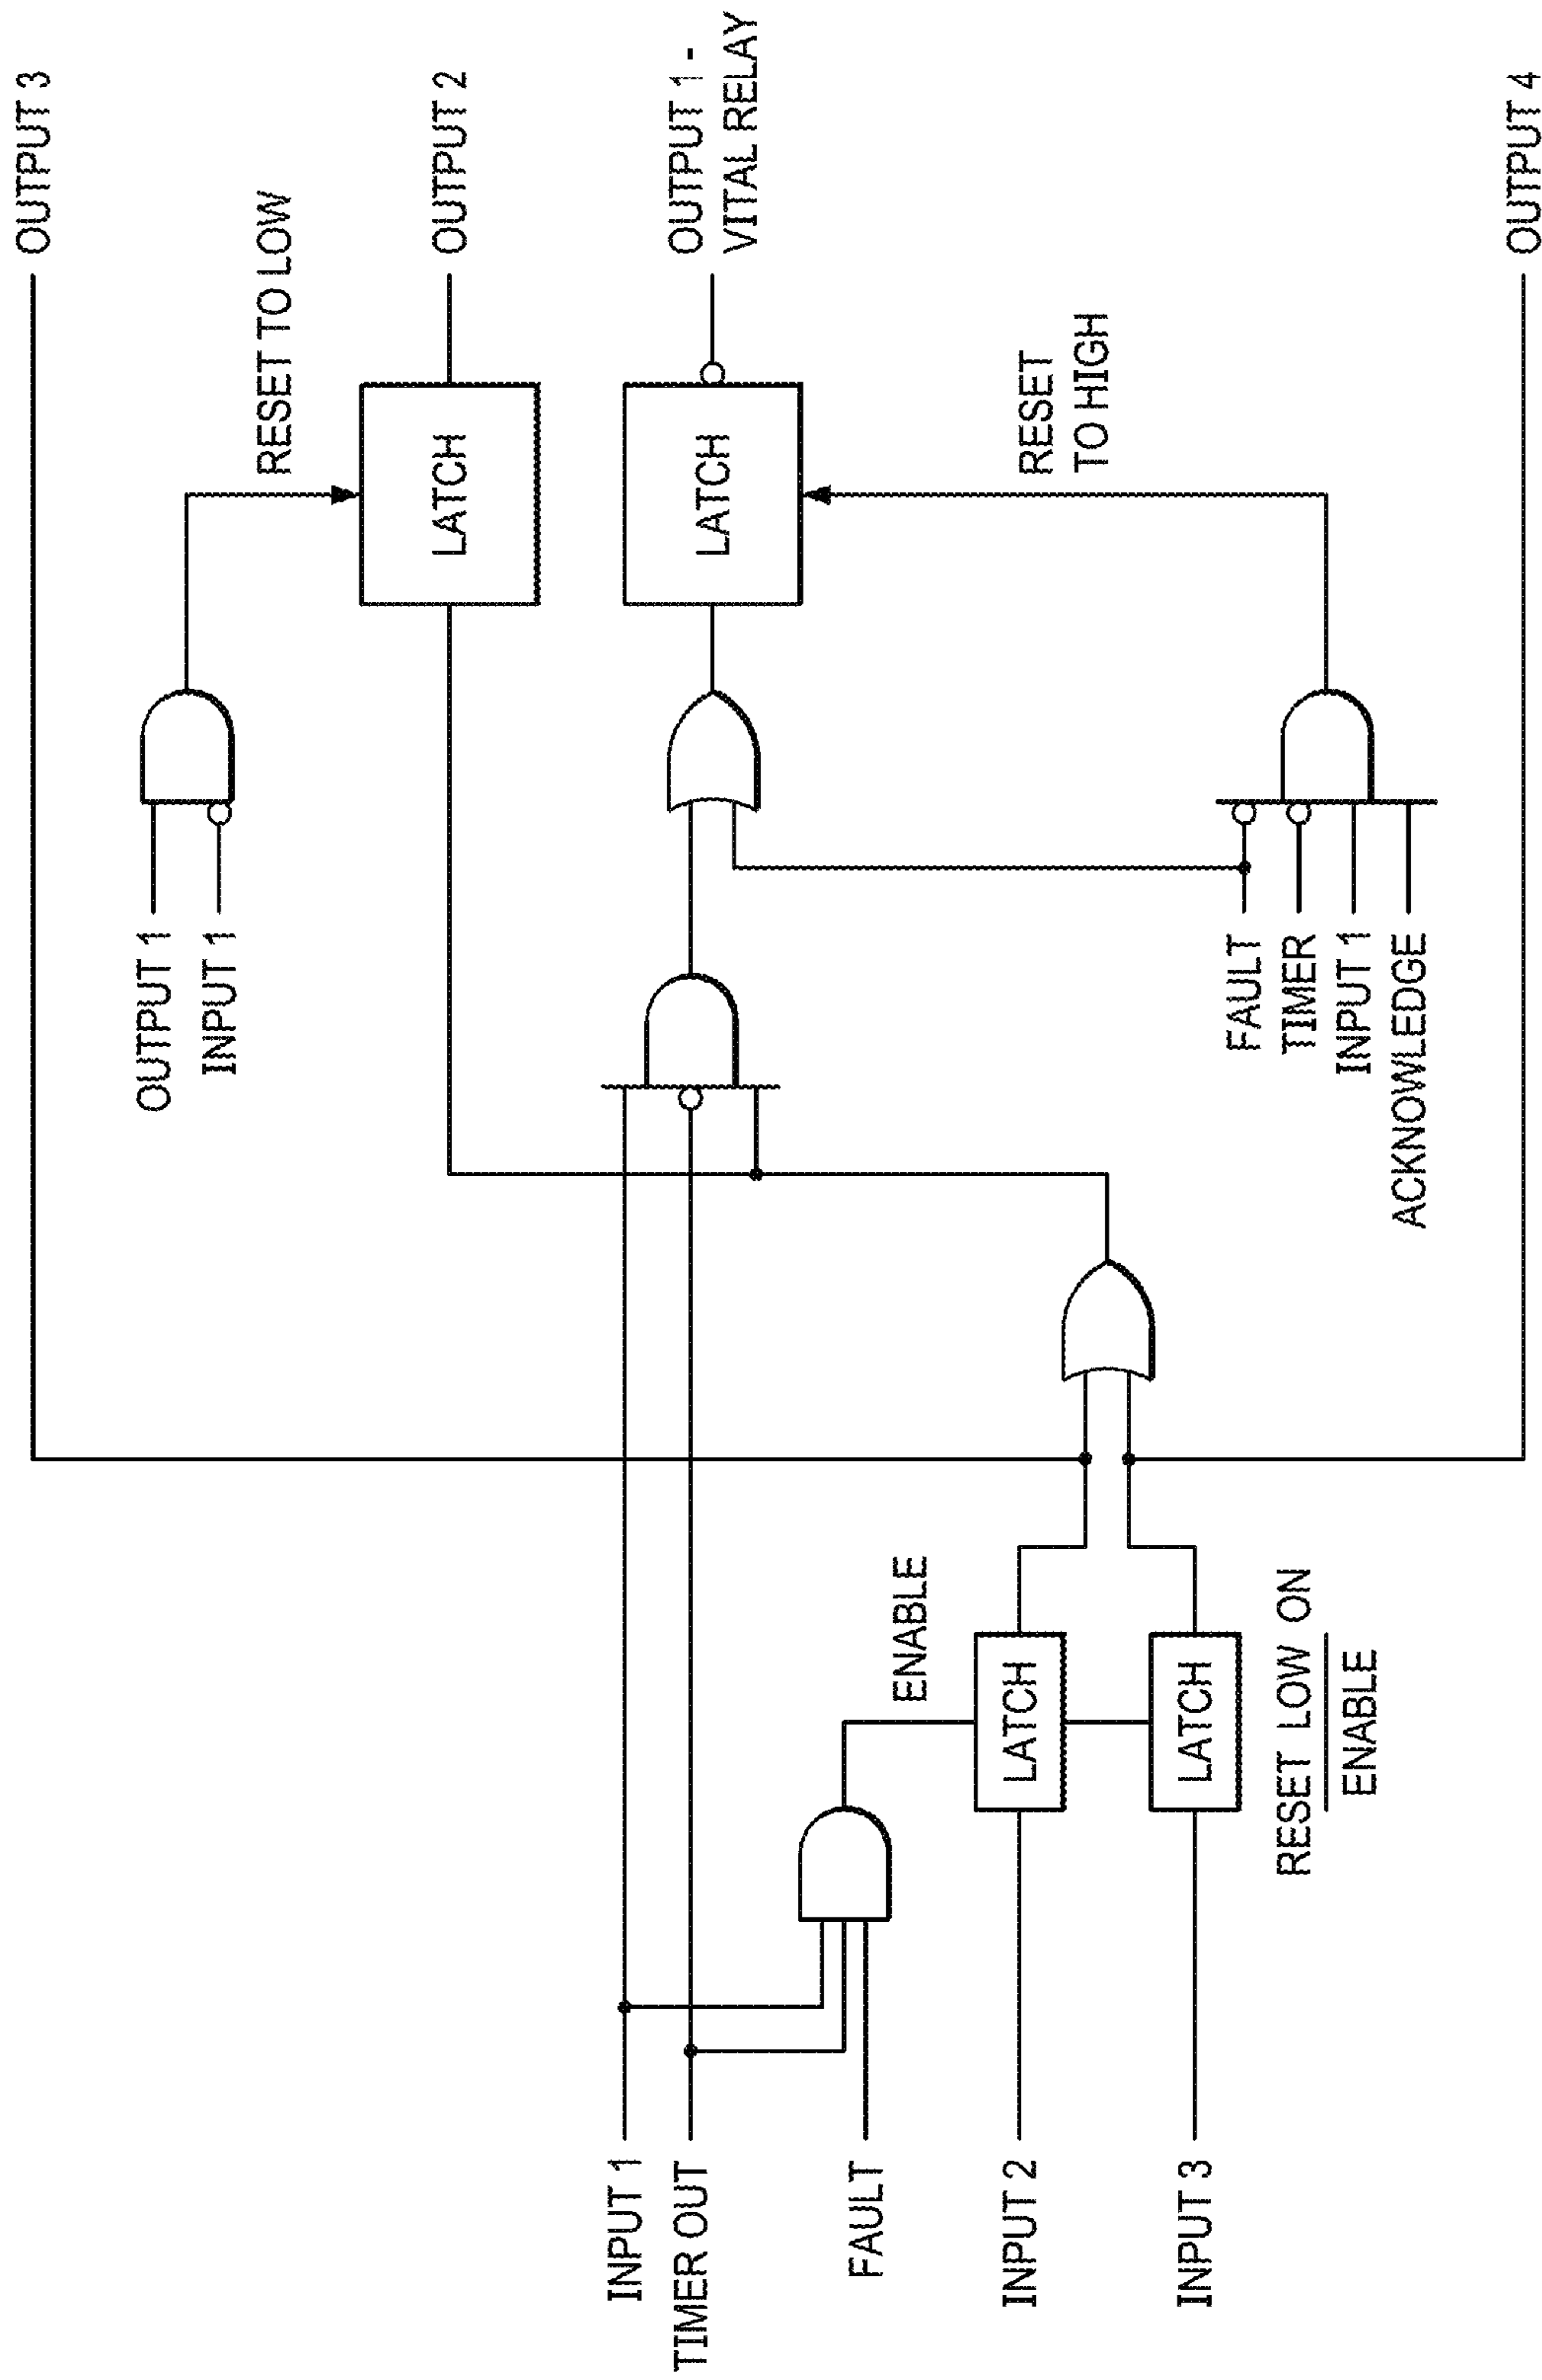 OUTPUT 3
OUTPUT 1
INPUT 1
RESET TO LOW
LATCH
OUTPUT 2
INPUT 1
TIMER OUT
LATCH
OUTPUT 1 -
VITAL RELAY
FAULT
ENABLE
INPUT 2
LATCH
RESET
TO HIGH
INPUT 3
LATCH
RESET LOW ON
ENABLE
FAULT
TIMER
INPUT 1
ACKNOWLEDGE
OUTPUT 4